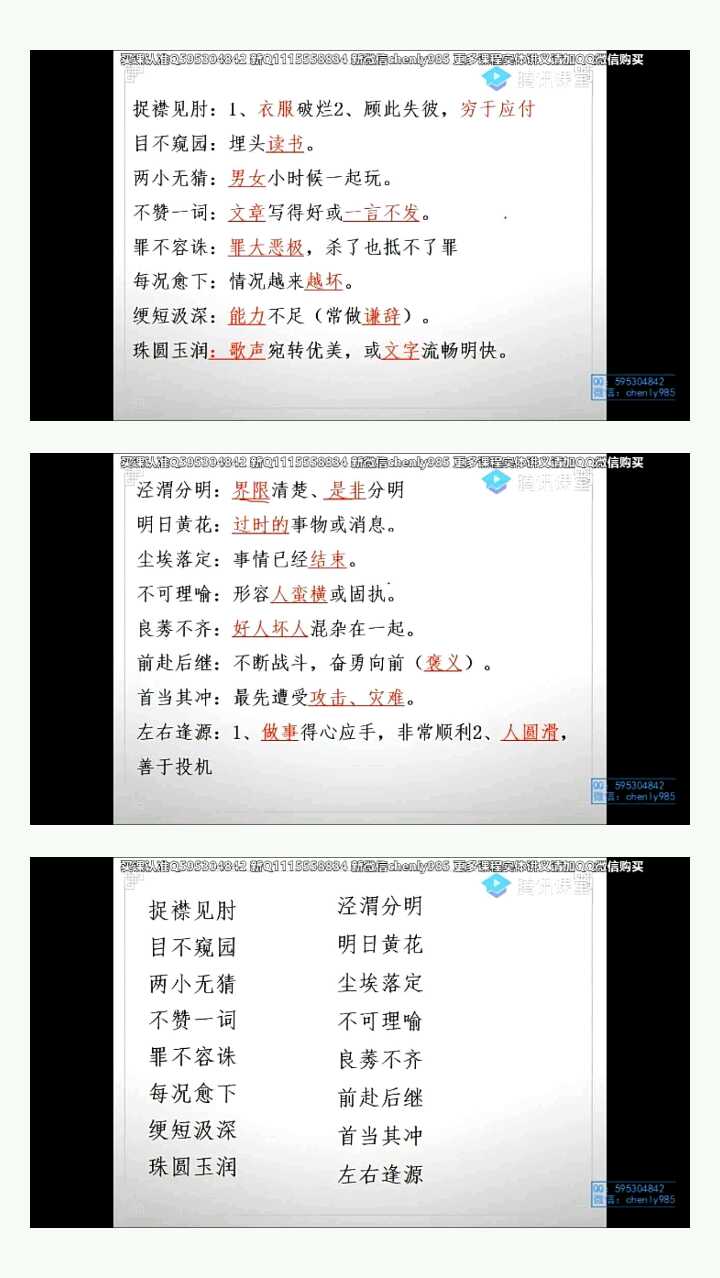 买课认准Q595304842 新Q1115558834 新微信chenly985 更多课程实体讲义请加QQ微信购买
腾讯课堂
捉襟见肘：1、衣服破烂2、顾此失彼，穷于应付
目不窥园：埋头读书。
两小无猜：男女小时候一起玩。
不赞一词：文章写得好或一言不发。
罪不容诛：罪大恶极，杀了也抵不了罪
每况愈下：情况越来越坏。
绠短汲深：能力不足（常做谦辞）。
珠圆玉润：歌声宛转优美，或文字流畅明快。
QQ：595304842
微信：chenly985
买课认准Q595304842 新Q1115558834 新微信chenly985 更多课程实体讲义请加QQ微信购买
腾讯课堂
泾渭分明：界限清楚、是非分明
明日黄花：过时的事物或消息。
尘埃落定：事情已经结束。
不可理喻：形容人蛮横或固执。
良莠不齐：好人坏人混杂在一起。
前赴后继：不断战斗，奋勇向前（褒义）。
首当其冲：最先遭受攻击、灾难。
左右逢源：1、做事得心应手，非常顺利2、人圆滑，
善于投机
QQ：595304842
微信：chenly985
买课认准Q595304842 新Q1115558834 新微信chenly985 更多课程实体讲义请加QQ微信购买
腾讯课堂
捉襟见肘
目不窥园
两小无猜
不赞一词
罪不容诛
每况愈下
绠短汲深
珠圆玉润
泾渭分明
明日黄花
尘埃落定
不可理喻
良莠不齐
前赴后继
首当其冲
左右逢源
QQ：595304842
微信：chenly985